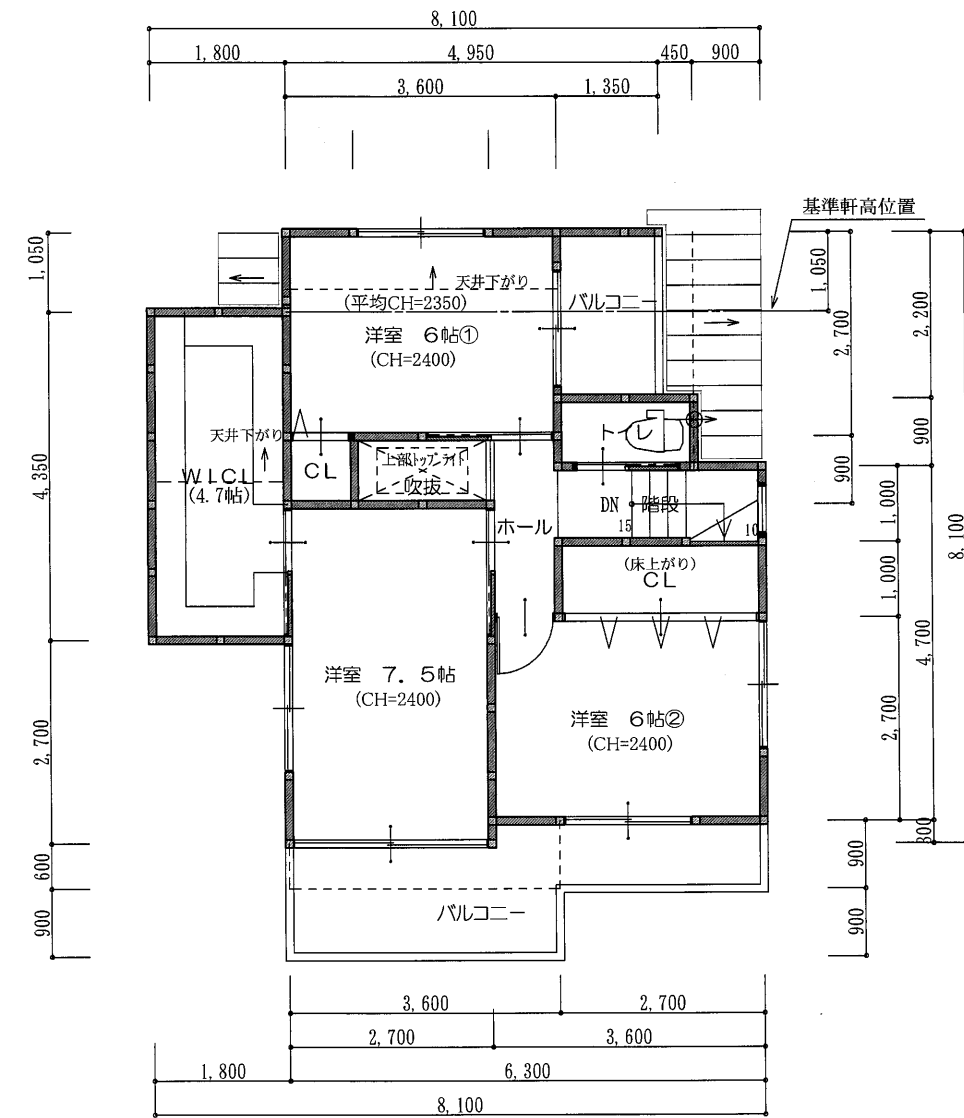 8,100
1,800 4,950 450 900
3,600 1,350
基準軒高位置
1,050
天井下がり
(平均CH=2350)
洋室 6帖①
(CH=2400)
バルコニー
1,050
2,700
2,200
トイレ
900
900
天井下がり
WICL
(4.7帖)
4,350
CL
上部トップライト
吹抜
ホール
DN 階段
15
10
1,000
8,100
(床上がり)
CL
1,000
4,700
洋室 7.5帖
(CH=2400)
洋室 6帖②
(CH=2400)
2,700
2,700
300
600
900
バルコニー
900
900
3,600 2,700
2,700 3,600
1,800 6,300
8,100